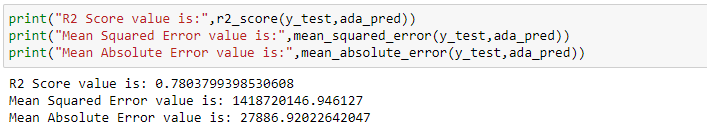 print("R2 Score value is:",r2_score(y_test,ada_pred))
print("Mean Squared Error value is:",mean_squared_error(y_test,ada_pred))
print("Mean Absolute Error value is:",mean_absolute_error(y_test,ada_pred))
R2 Score value is: 0.7803799398530608
Mean Squared Error value is: 1418720146.946127
Mean Absolute Error value is: 27886.92022642047